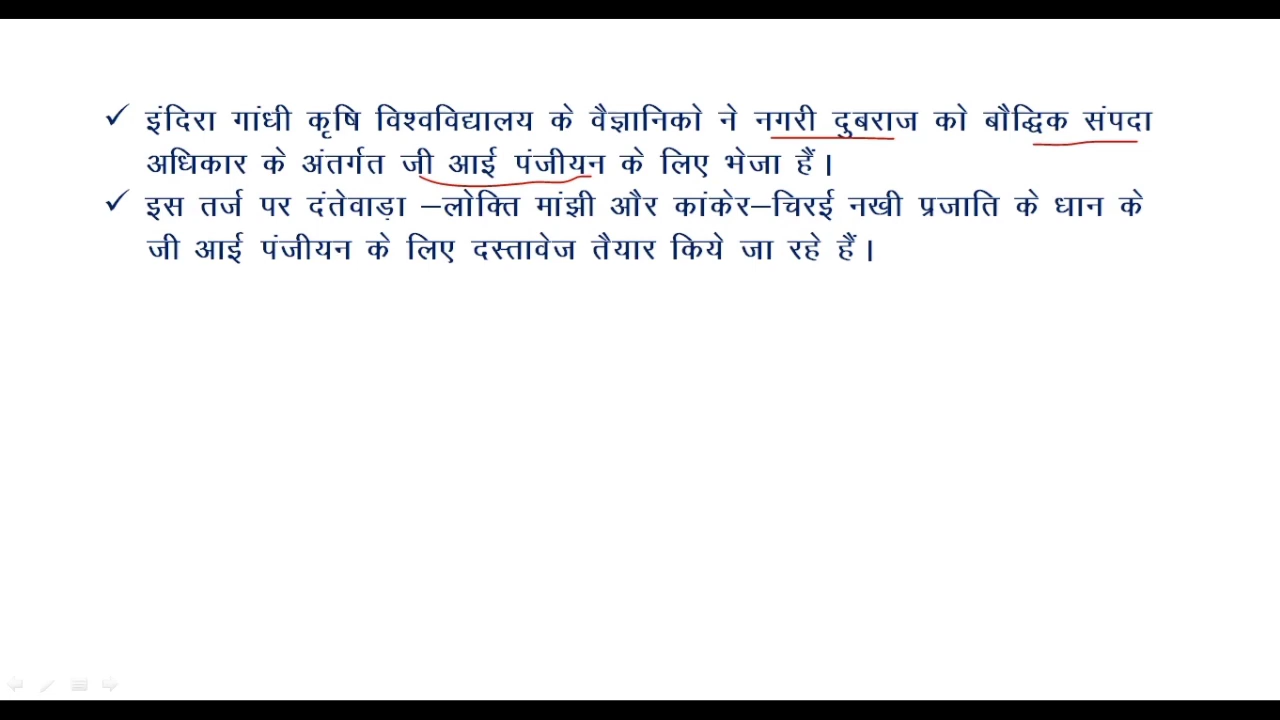 ✓ इंदिरा गांधी कृषि विश्वविद्यालय के वैज्ञानिको ने नगरी दुबराज को बौद्धिक संपदा
अधिकार के अंतर्गत जी आई पंजीयन के लिए भेजा हैं।
✓ इस तर्ज पर दंतेवाड़ा –लोक्ति मांझी और कांकेर–चिरई नखी प्रजाति के धान के
जी आई पंजीयन के लिए दस्तावेज तैयार किये जा रहे हैं।